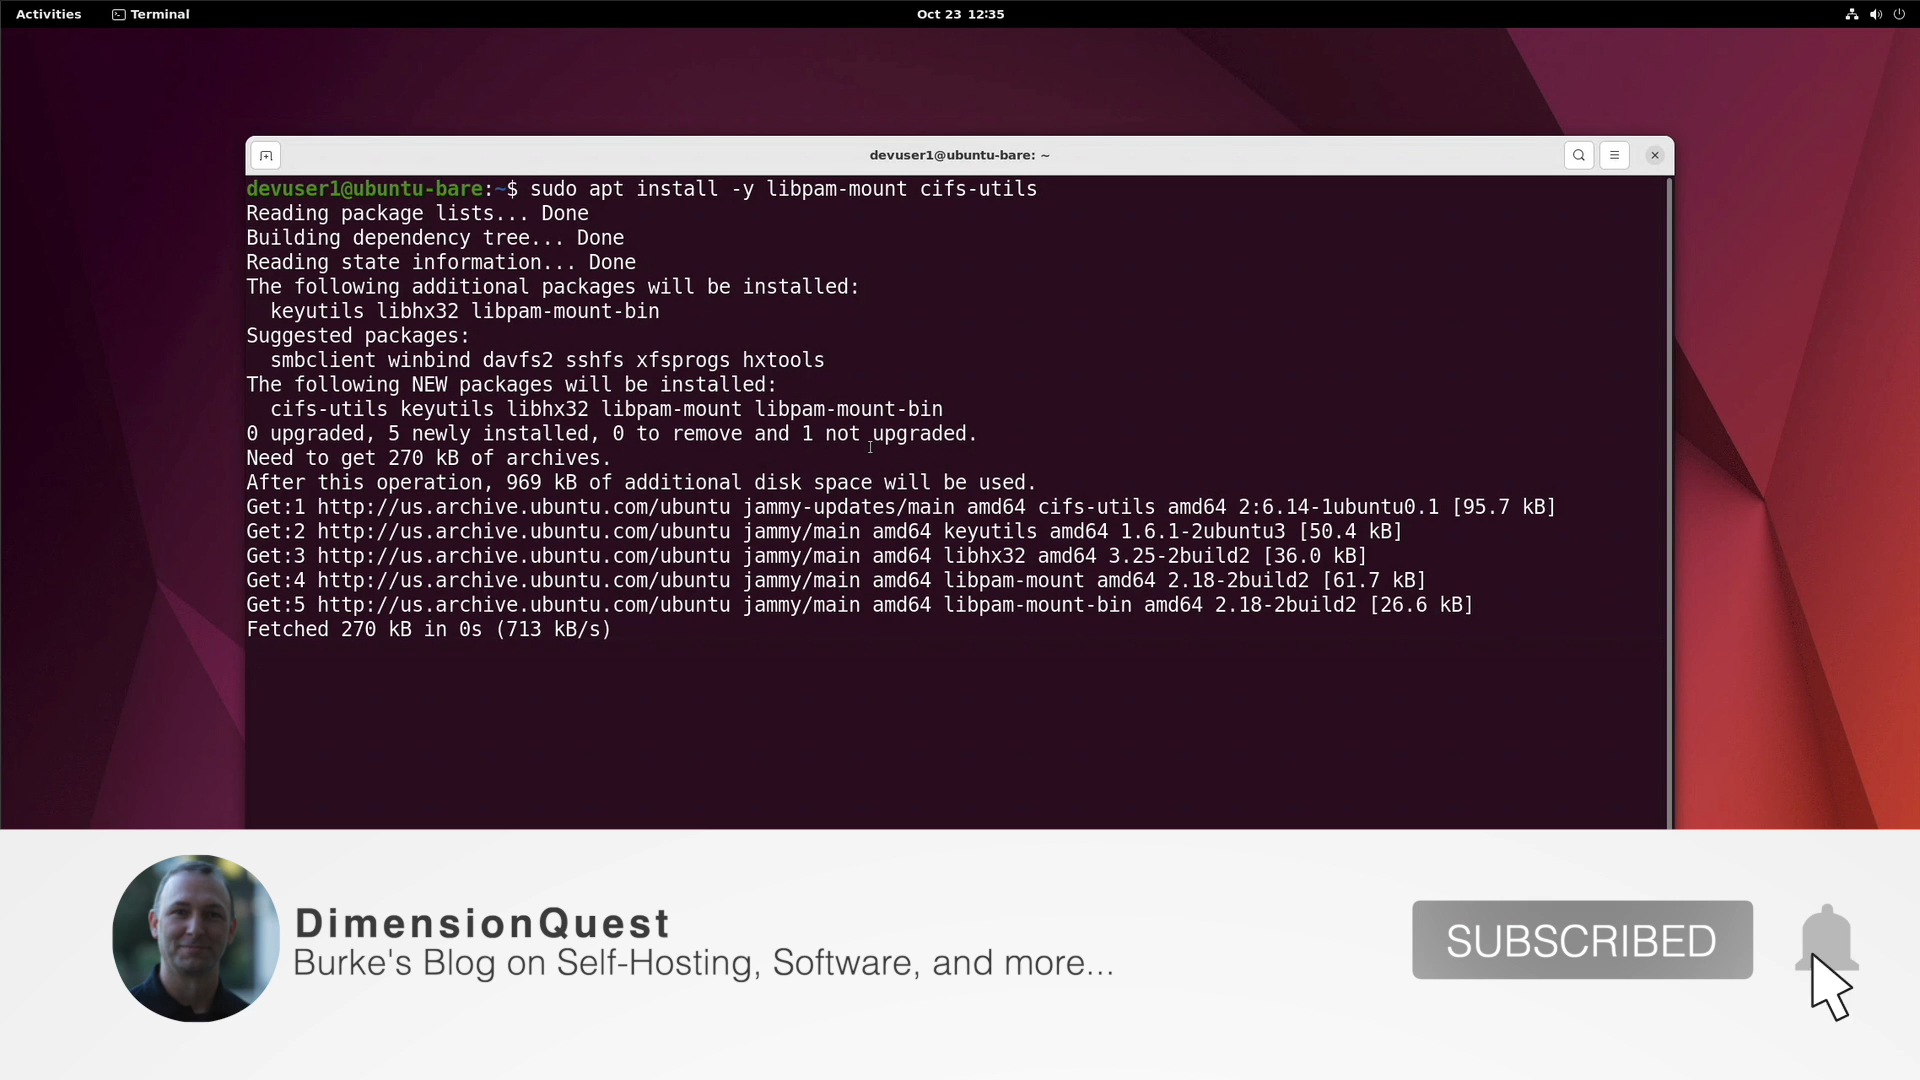 Activities Terminal Oct 23 12:35
devuser1@ubuntu-bare: ~
devuser1@ubuntu-bare:~$ sudo apt install -y libpam-mount cifs-utils
Reading package lists... Done
Building dependency tree... Done
Reading state information... Done
The following additional packages will be installed:
  keyutils libhx32 libpam-mount-bin
Suggested packages:
  smbclient winbind davfs2 sshfs xfsprogs hxtools
The following NEW packages will be installed:
  cifs-utils keyutils libhx32 libpam-mount libpam-mount-bin
0 upgraded, 5 newly installed, 0 to remove and 1 not upgraded.
Need to get 270 kB of archives.
After this operation, 969 kB of additional disk space will be used.
Get:1 http://us.archive.ubuntu.com/ubuntu jammy-updates/main amd64 cifs-utils amd64 2:6.14-1ubuntu0.1 [95.7 kB]
Get:2 http://us.archive.ubuntu.com/ubuntu jammy/main amd64 keyutils amd64 1.6.1-2ubuntu3 [50.4 kB]
Get:3 http://us.archive.ubuntu.com/ubuntu jammy/main amd64 libhx32 amd64 3.25-2build2 [36.0 kB]
Get:4 http://us.archive.ubuntu.com/ubuntu jammy/main amd64 libpam-mount amd64 2.18-2build2 [61.7 kB]
Get:5 http://us.archive.ubuntu.com/ubuntu jammy/main amd64 libpam-mount-bin amd64 2.18-2build2 [26.6 kB]
Fetched 270 kB in 0s (713 kB/s)
DimensionQuest
Burke's Blog on Self-Hosting, Software, and more...
SUBSCRIBED